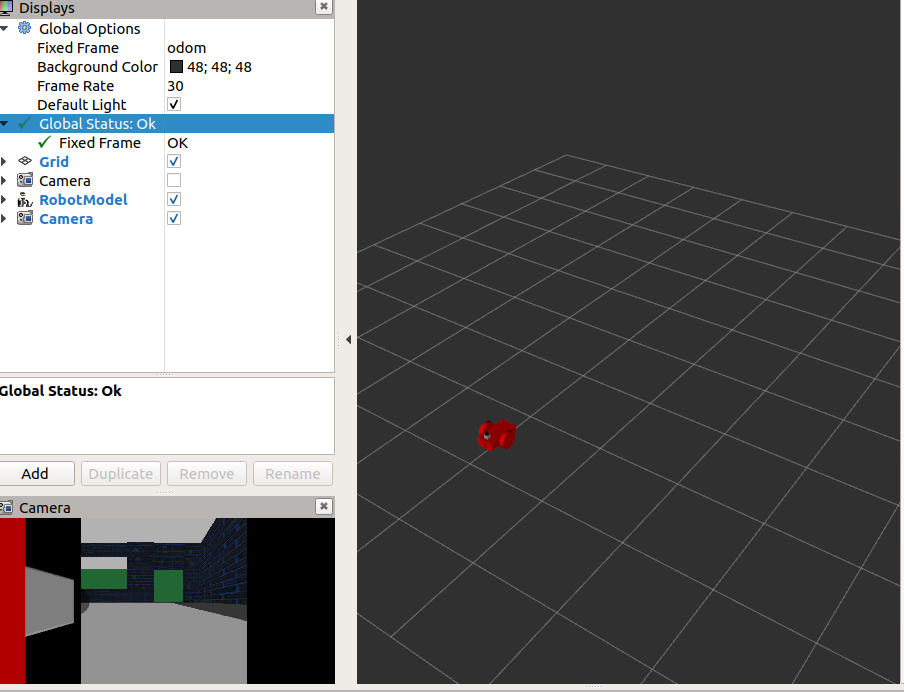 Displays
Global Options
Fixed Frame odom
Background Color 48; 48; 48
Frame Rate 30
Default Light
Global Status: Ok
Fixed Frame OK
Grid
Camera
RobotModel
Camera
Global Status: Ok
Add Duplicate Remove Rename
Camera